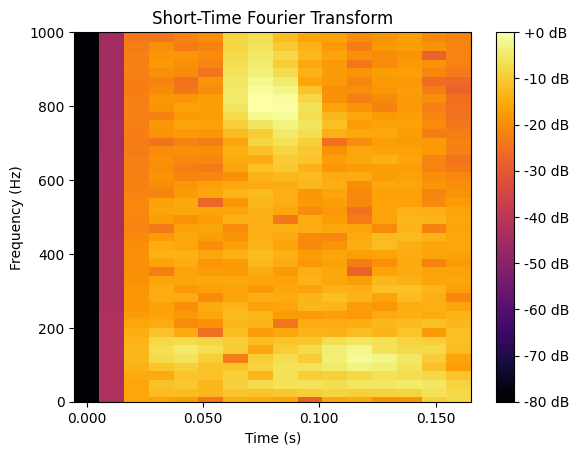 Short-Time Fourier Transform
1000
800
600
400
200
0
Frequency (Hz)
0.000
0.050
0.100
0.150
Time (s)
+0 dB
-10 dB
-20 dB
-30 dB
-40 dB
-50 dB
-60 dB
-70 dB
-80 dB